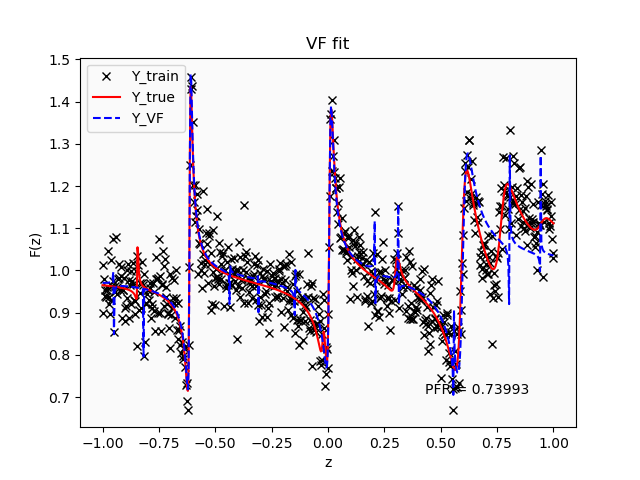 VF fit
1.5
1.4
1.3
1.2
1.1
1.0
0.9
0.8
0.7
F(z)
Y_train
Y_true
Y_VF
PFR = 0.73993
−1.00 −0.75 −0.50 −0.25 0.00 0.25 0.50 0.75 1.00
z